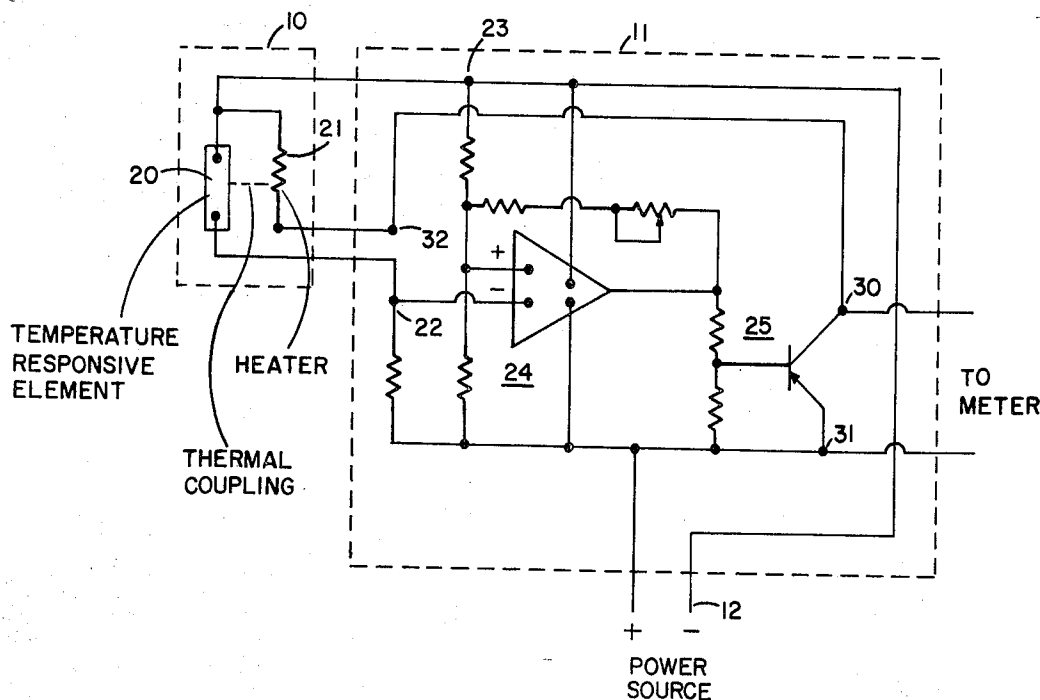 10
23
11
21
20
+
−
32
22
24
25
30
31
TEMPERATURE
RESPONSIVE
ELEMENT
HEATER
THERMAL
COUPLING
TO
METER
12
+ −
POWER
SOURCE